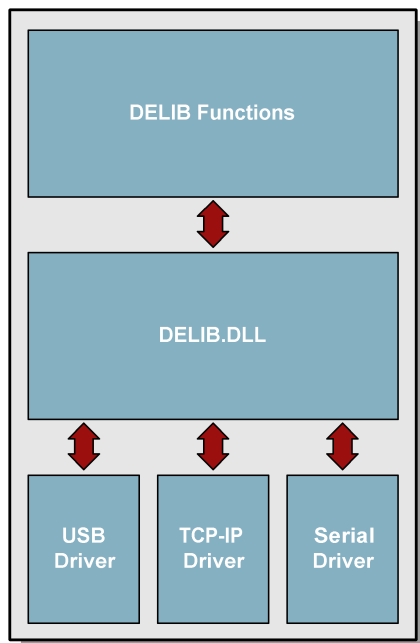 DELIB Functions
DELIB.DLL
USB
Driver
TCP-IP
Driver
Serial
Driver